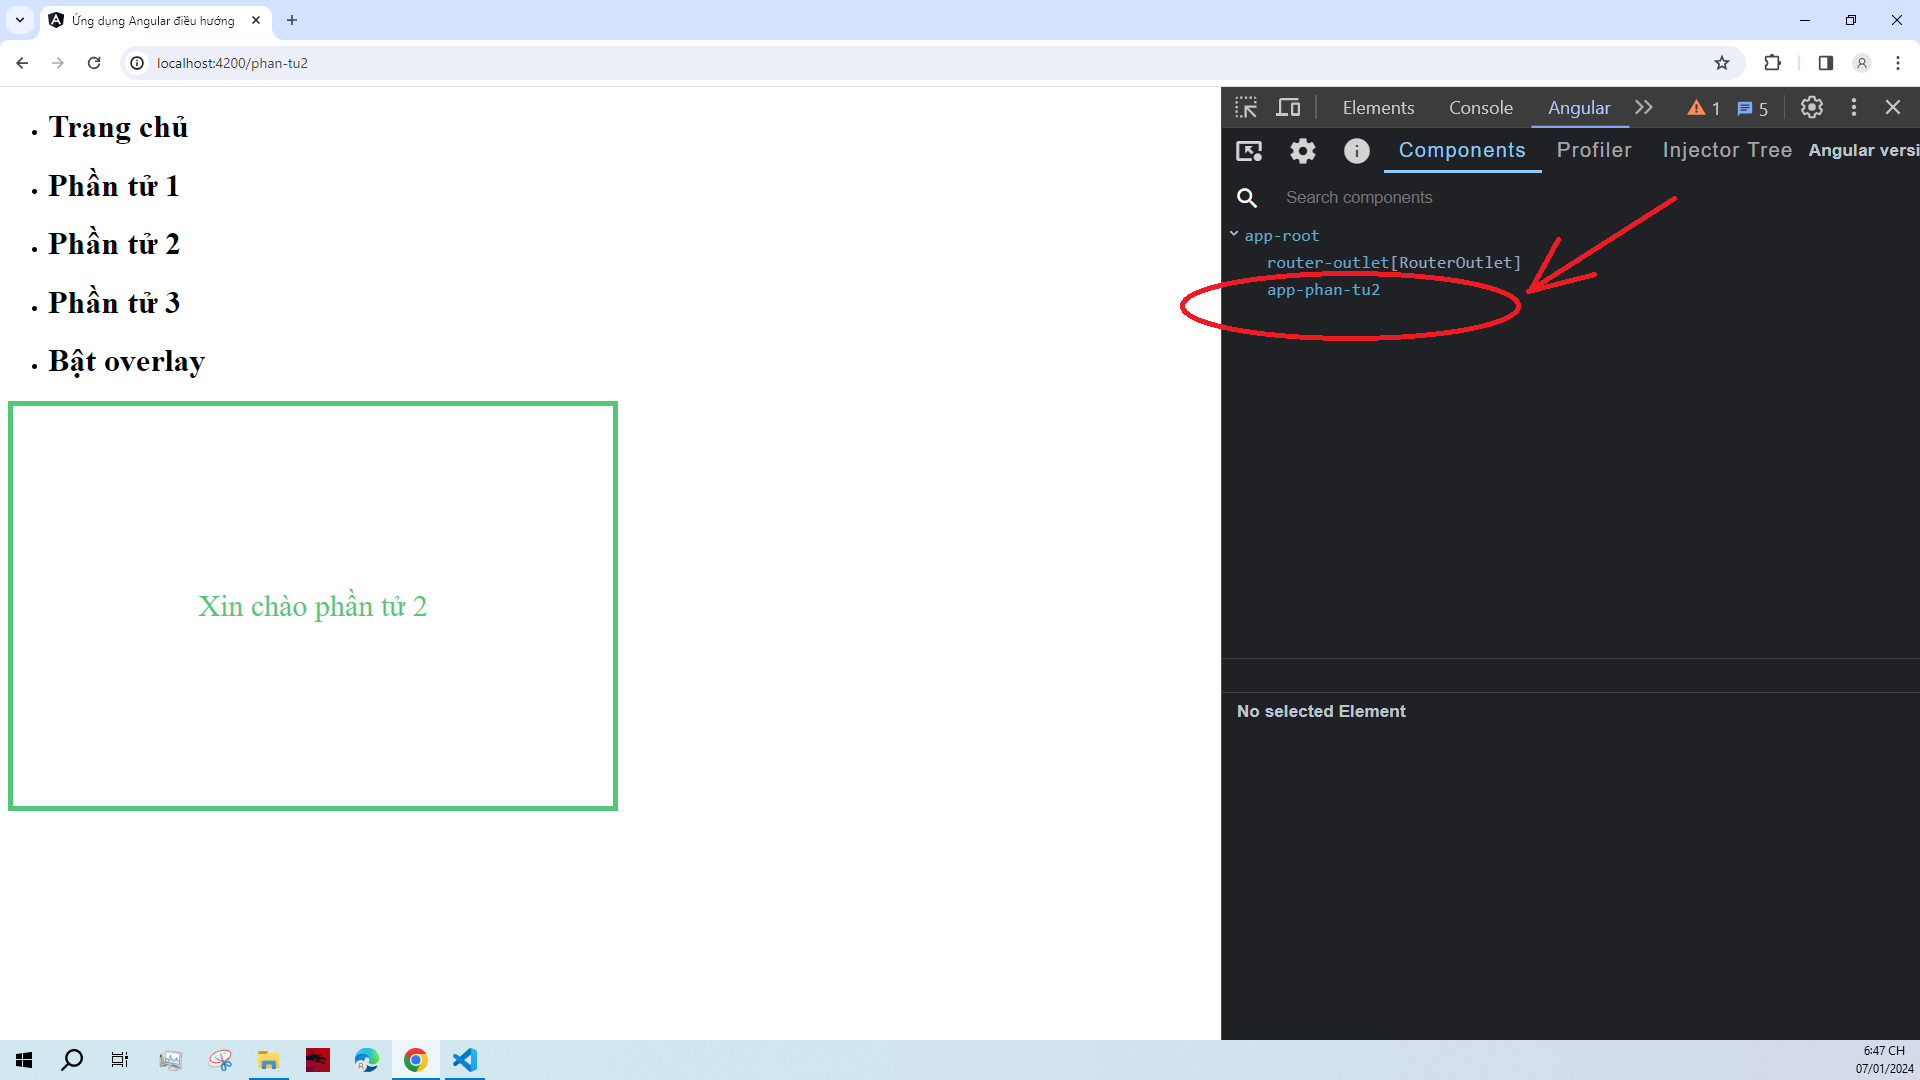 Ứng dụng Angular điều hướng
localhost:4200/phan-tu2
Trang chủ
Phần tử 1
Phần tử 2
Phần tử 3
Bật overlay
Xin chào phần tử 2
Elements Console Angular 1 5
Components Profiler Injector Tree Angular versi
Search components
app-root
router-outlet[RouterOutlet]
app-phan-tu2
No selected Element
6:47 CH
07/01/2024